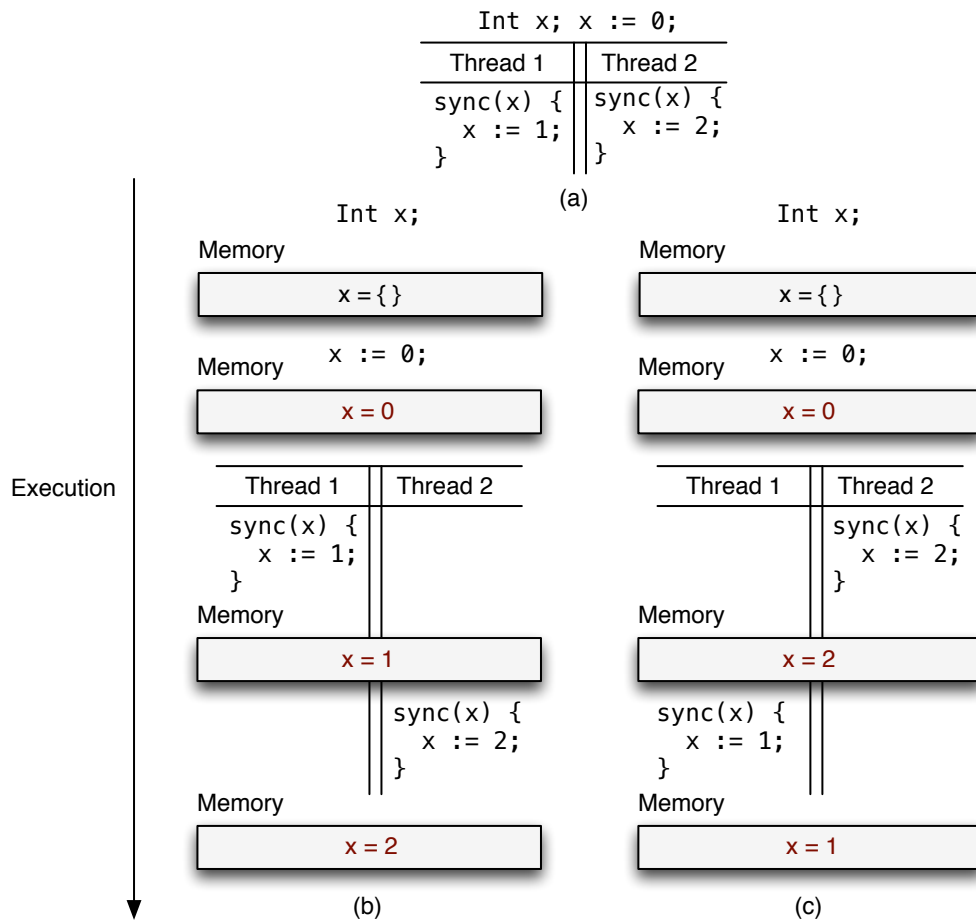 Int x; x := 0;
Thread 1 Thread 2
sync(x) { sync(x) {
x := 1; x := 2;
} }
(a)
Int x; Int x;
Memory Memory
x = { } x = { }
x := 0; x := 0;
Memory Memory
x = 0 x = 0
Execution
Thread 1 Thread 2 Thread 1 Thread 2
sync(x) { sync(x) {
x := 1; x := 2;
} }
Memory Memory
x = 1 x = 2
sync(x) { sync(x) {
x := 2; x := 1;
} }
Memory Memory
x = 2 x = 1
(b) (c)